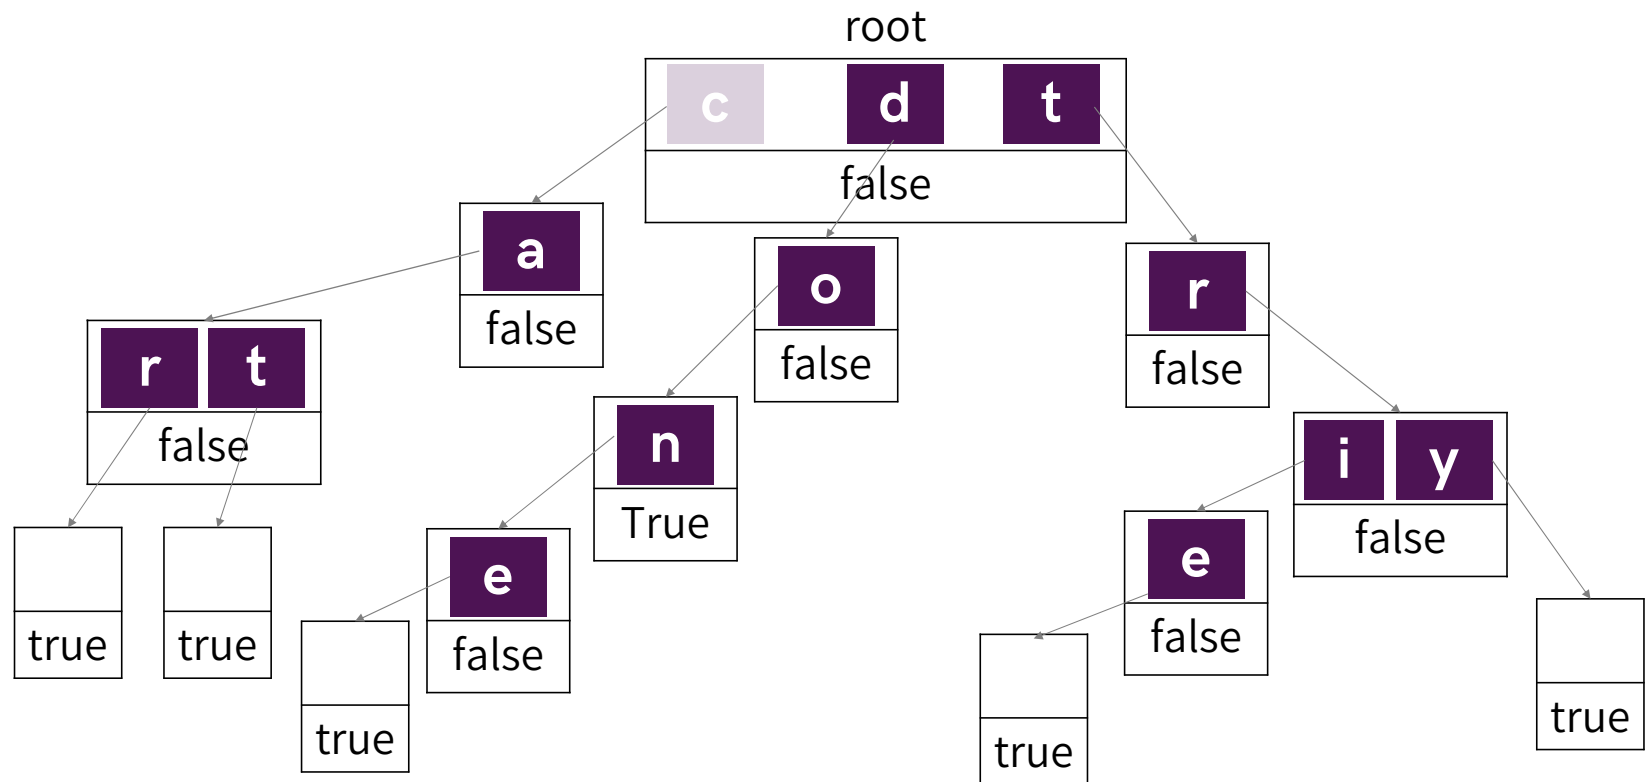 root
c d t
false
a
false
o
false
r
false
r t
false
n
True
i y
false
e
false
e
false
true
true
true
true
true